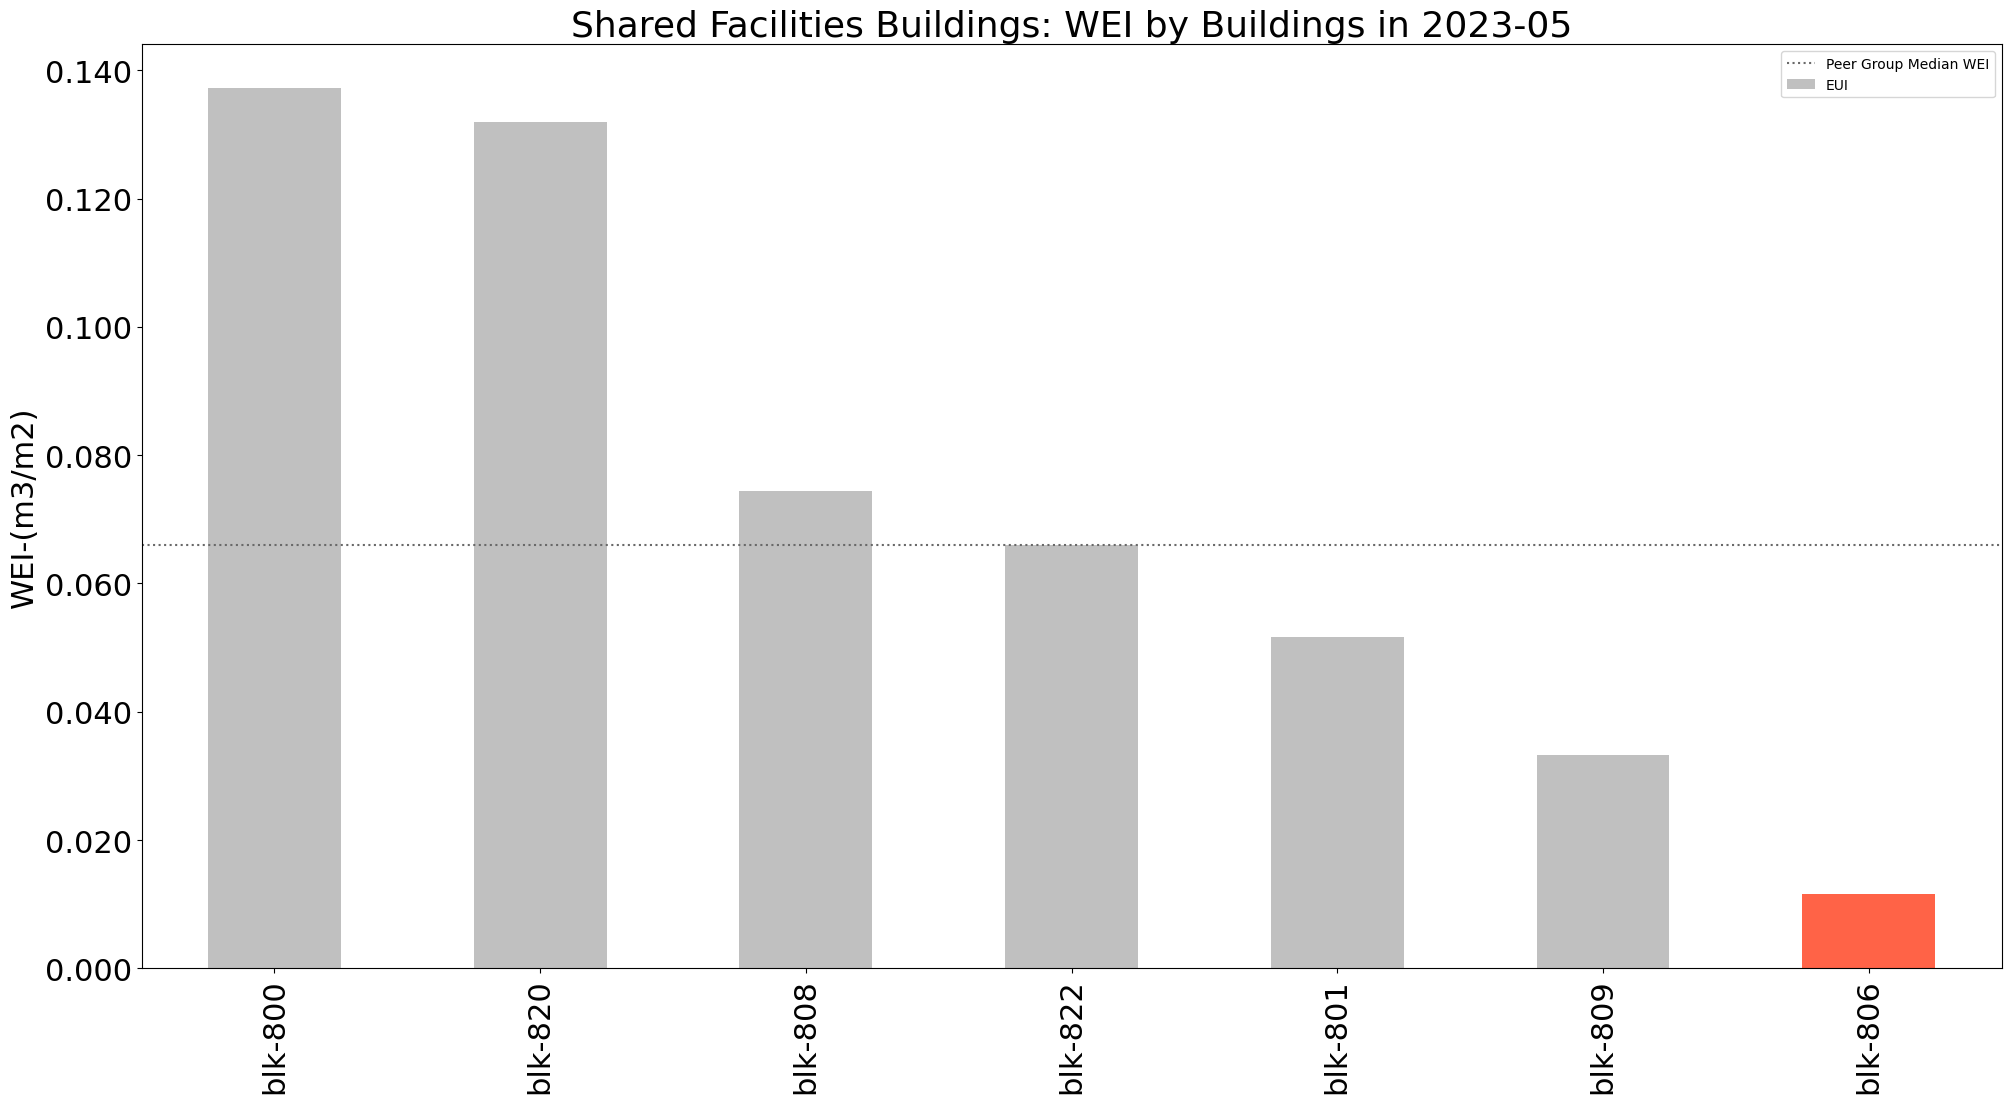 Shared Facilities Buildings: WEI by Buildings in 2023-05
Peer Group Median WEI
EUI
WEI-(m3/m2)
0.140
0.120
0.100
0.080
0.060
0.040
0.020
0.000
blk-800
blk-820
blk-808
blk-822
blk-801
blk-809
blk-806